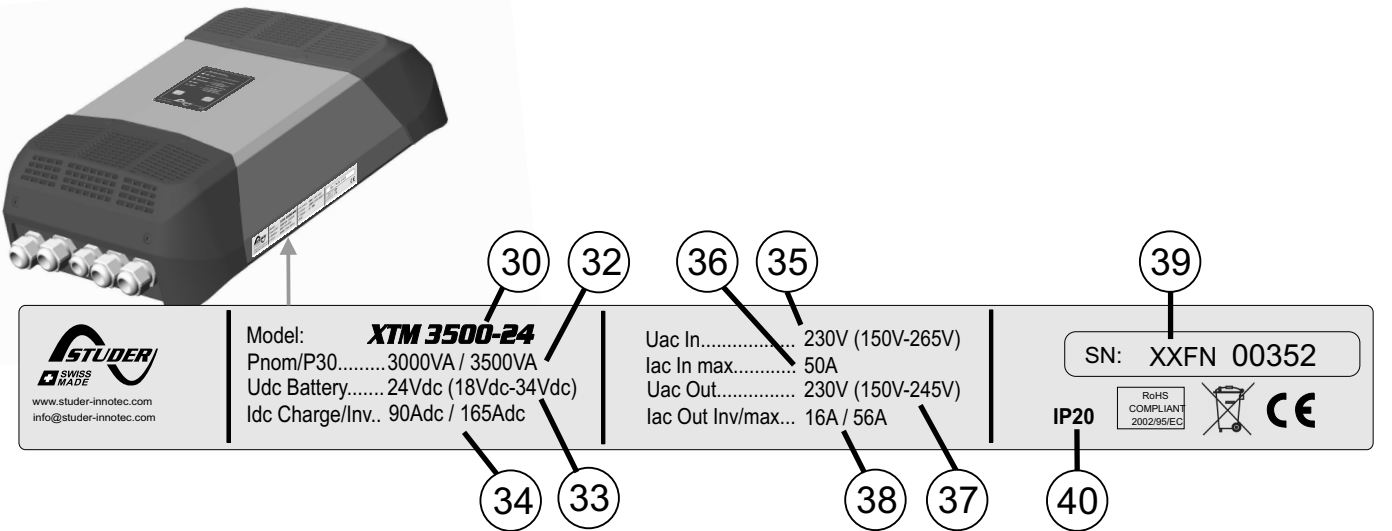 30
32
36
35
39
STUDER
SWISS
MADE
www.studer-innotec.com
info@studer-innotec.com
Model: XTM 3500-24
Pnom/P30.........3000VA / 3500VA
Udc Battery.......24Vdc (18Vdc-34Vdc)
Idc Charge/Inv.. 90Adc / 165Adc
Uac In................. 230V (150V-265V)
Iac In max............ 50A
Uac Out............... 230V (150V-245V)
Iac Out Inv/max... 16A / 56A
SN: XXFN 00352
IP20
RoHS
COMPLIANT
2002/95/EC
CE
34
33
38
37
40